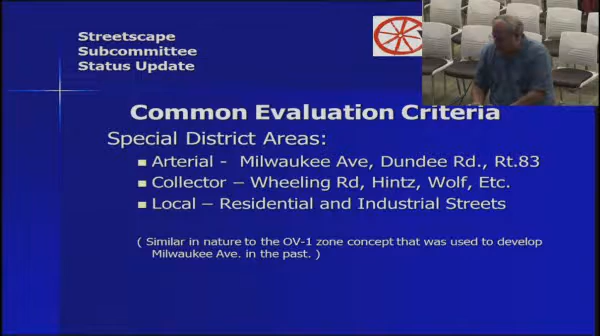 Streetscape
Subcommittee
Status Update
Common Evaluation Criteria
Special District Areas:
Arterial - Milwaukee Ave, Dundee Rd., Rt.83
Collector – Wheeling Rd, Hintz, Wolf, Etc.
Local – Residential and Industrial Streets
( Similar in nature to the OV-1 zone concept that was used to develop
Milwaukee Ave. in the past. )